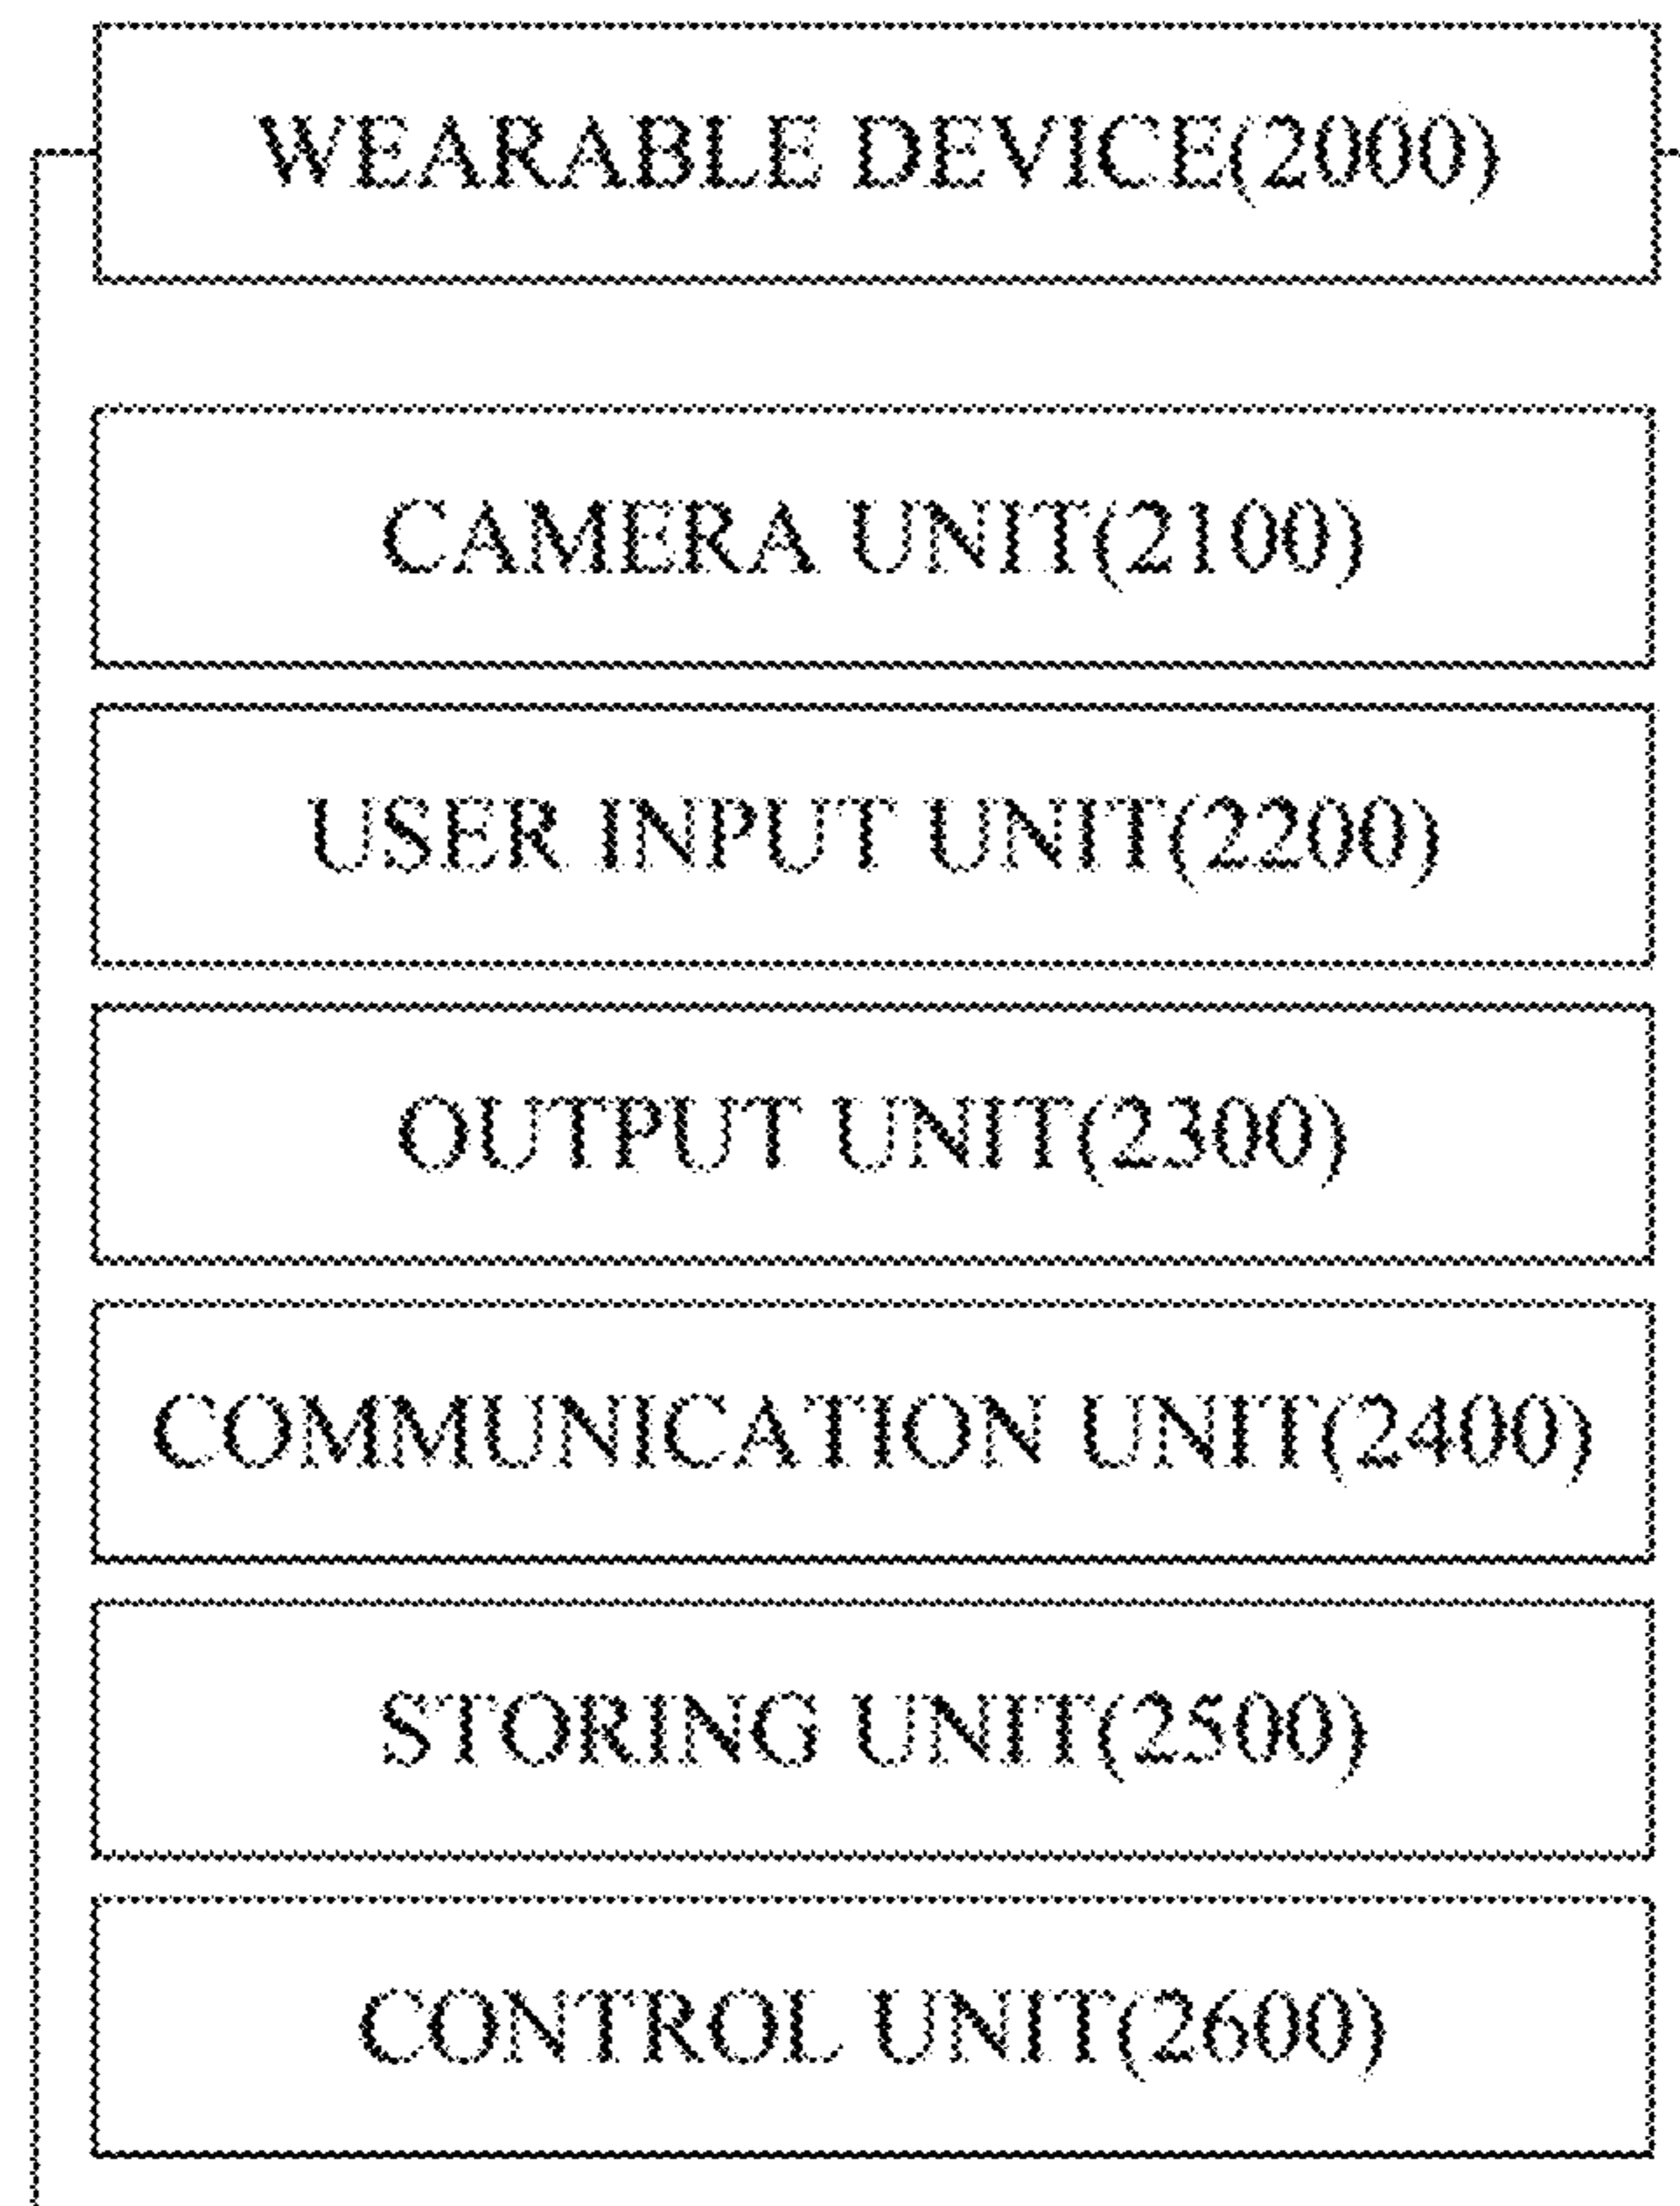 WEARABLE DEVICE(2000)
CAMERA UNIT(2100)
USER INPUT UNIT(2200)
OUTPUT UNIT(2300)
COMMUNICATION UNIT(2400)
STORING UNIT(2500)
CONTROL UNIT(2600)